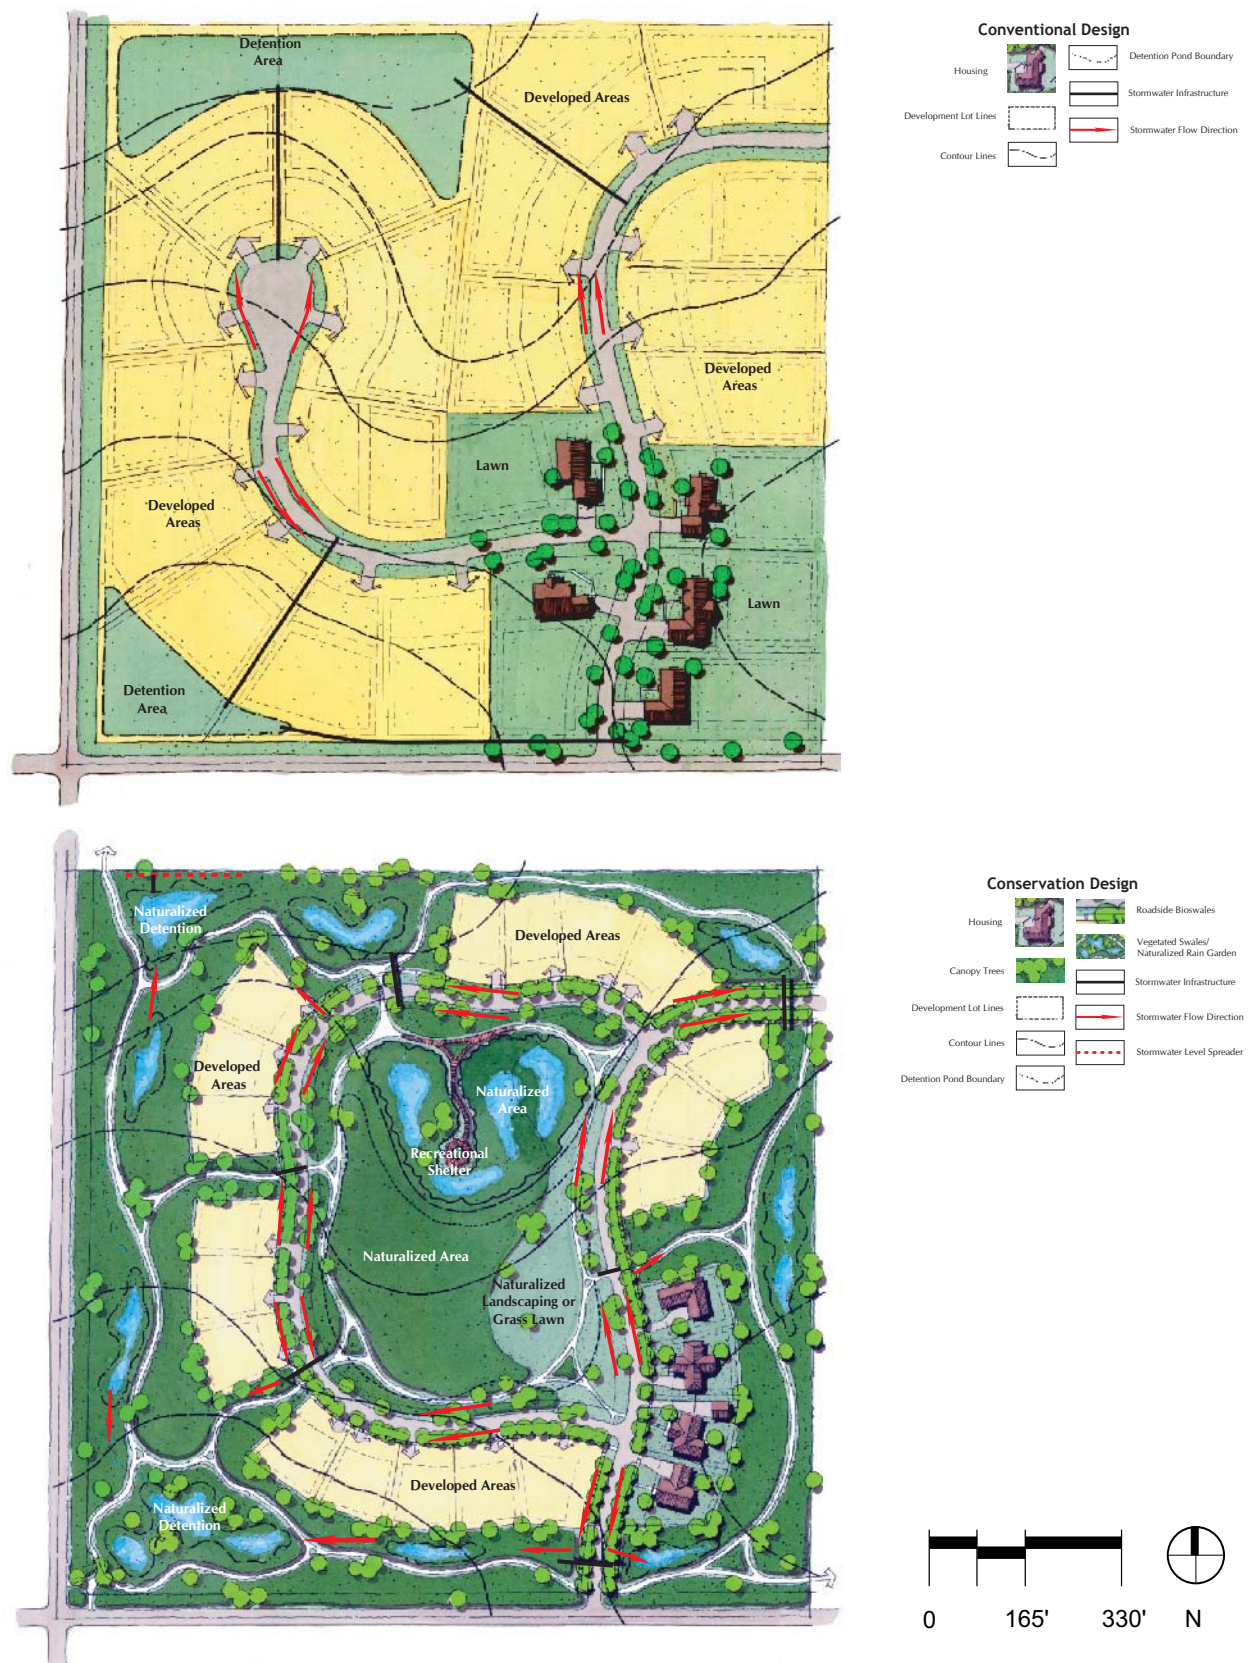 Conventional Design
Housing
Development Lot Lines
Contour Lines
Detention Pond Boundary
Stormwater Infrastructure
Stormwater Flow Direction
Detention
Area
Developed Areas
Developed
Areas
Lawn
Developed
Areas
Lawn
Detention
Area
Conservation Design
Housing
Canopy Trees
Development Lot Lines
Contour Lines
Detention Pond Boundary
Roadside Bioswales
Vegetated Swales/
Naturalized Rain Garden
Stormwater Infrastructure
Stormwater Flow Direction
Stormwater Level Spreader
Naturalized
Detention
Developed Areas
Developed
Areas
Naturalized
Area
Recreational
Shelter
Naturalized Area
Naturalized
Landscaping or
Grass Lawn
Developed Areas
Naturalized
Detention
0 165' 330' N